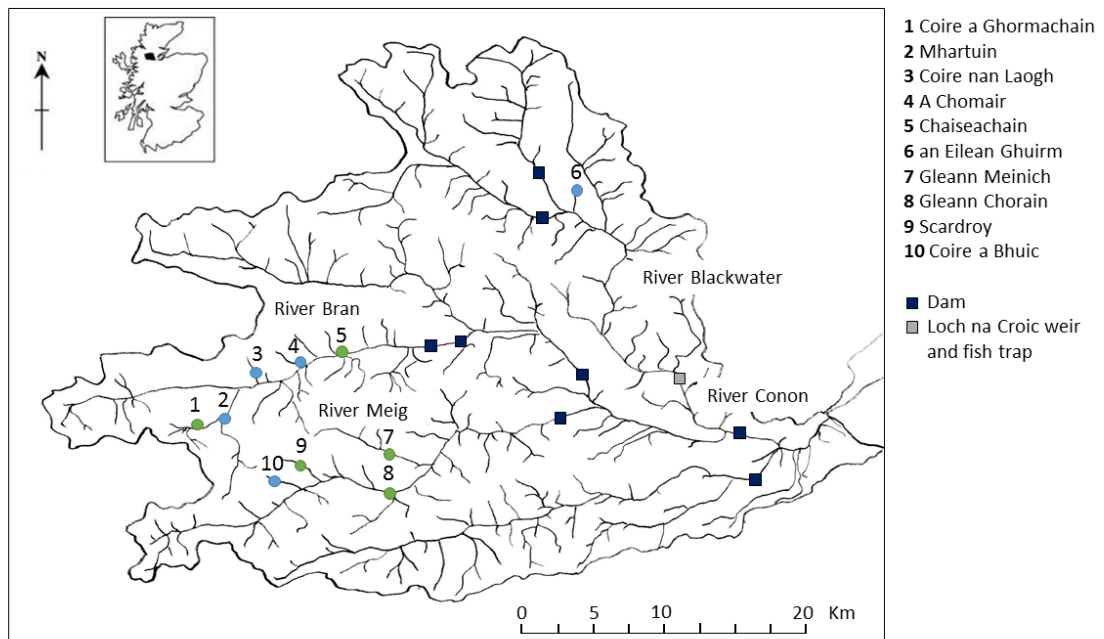 N
6
River Blackwater
River Bran
5
4
3
River Conon
River Meig
1
2
9
7
10
8
0 5 10 20 Km
1 Coire a Ghormachain
2 Mhartuin
3 Coire nan Laogh
4 A Chomair
5 Chaiseachain
6 an Eilean Ghuirm
7 Gleann Meinich
8 Gleann Chorain
9 Scardroy
10 Coire a Bhuic
Dam
Loch na Croic weir
and fish trap